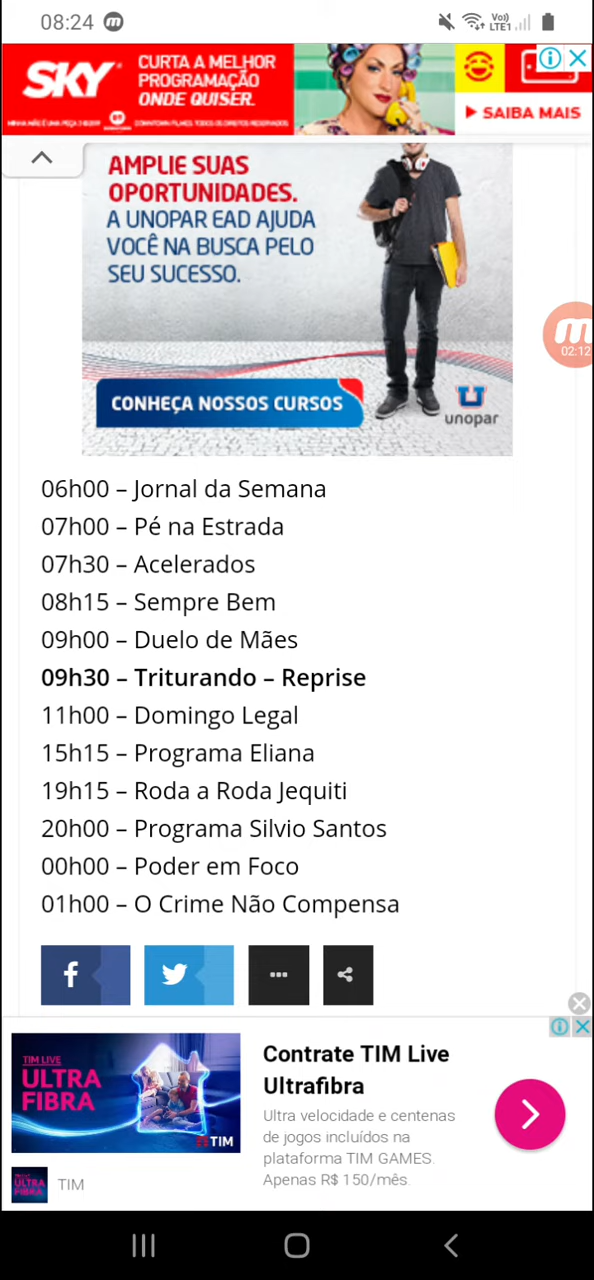 08:24
Vo))
LTE1
SKY
CURTA A MELHOR
PROGRAMAÇÃO
ONDE QUISER.
SAIBA MAIS
AMPLIE SUAS
OPORTUNIDADES.
A UNOPAR EAD AJUDA
VOCÊ NA BUSCA PELO
SEU SUCESSO.
02:12
CONHEÇA NOSSOS CURSOS
unopar
06h00 – Jornal da Semana
07h00 – Pé na Estrada
07h30 – Acelerados
08h15 – Sempre Bem
09h00 – Duelo de Mães
09h30 – Triturando – Reprise
11h00 – Domingo Legal
15h15 – Programa Eliana
19h15 – Roda a Roda Jequiti
20h00 – Programa Silvio Santos
00h00 – Poder em Foco
01h00 – O Crime Não Compensa
TIM LIVE
ULTRA
FIBRA
TIM
Contrate TIM Live
Ultrafibra
Ultra velocidade e centenas
de jogos incluídos na
plataforma TIM GAMES.
Apenas R$ 150/mês.
TIM